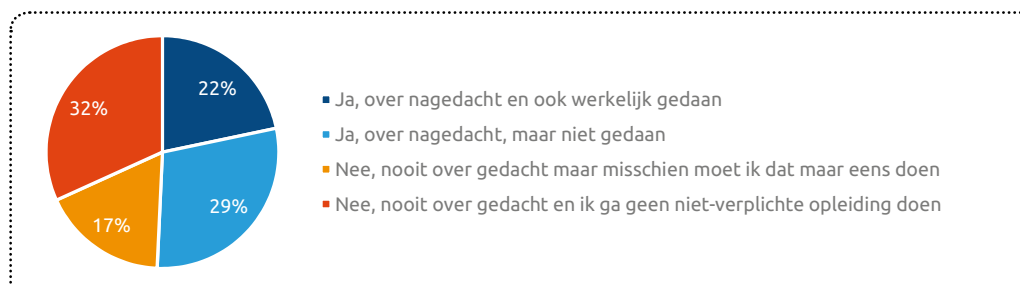 22%
32%
29%
17%
Ja, over nagedacht en ook werkelijk gedaan
Ja, over nagedacht, maar niet gedaan
Nee, nooit over gedacht maar misschien moet ik dat maar eens doen
Nee, nooit over gedacht en ik ga geen niet-verplichte opleiding doen